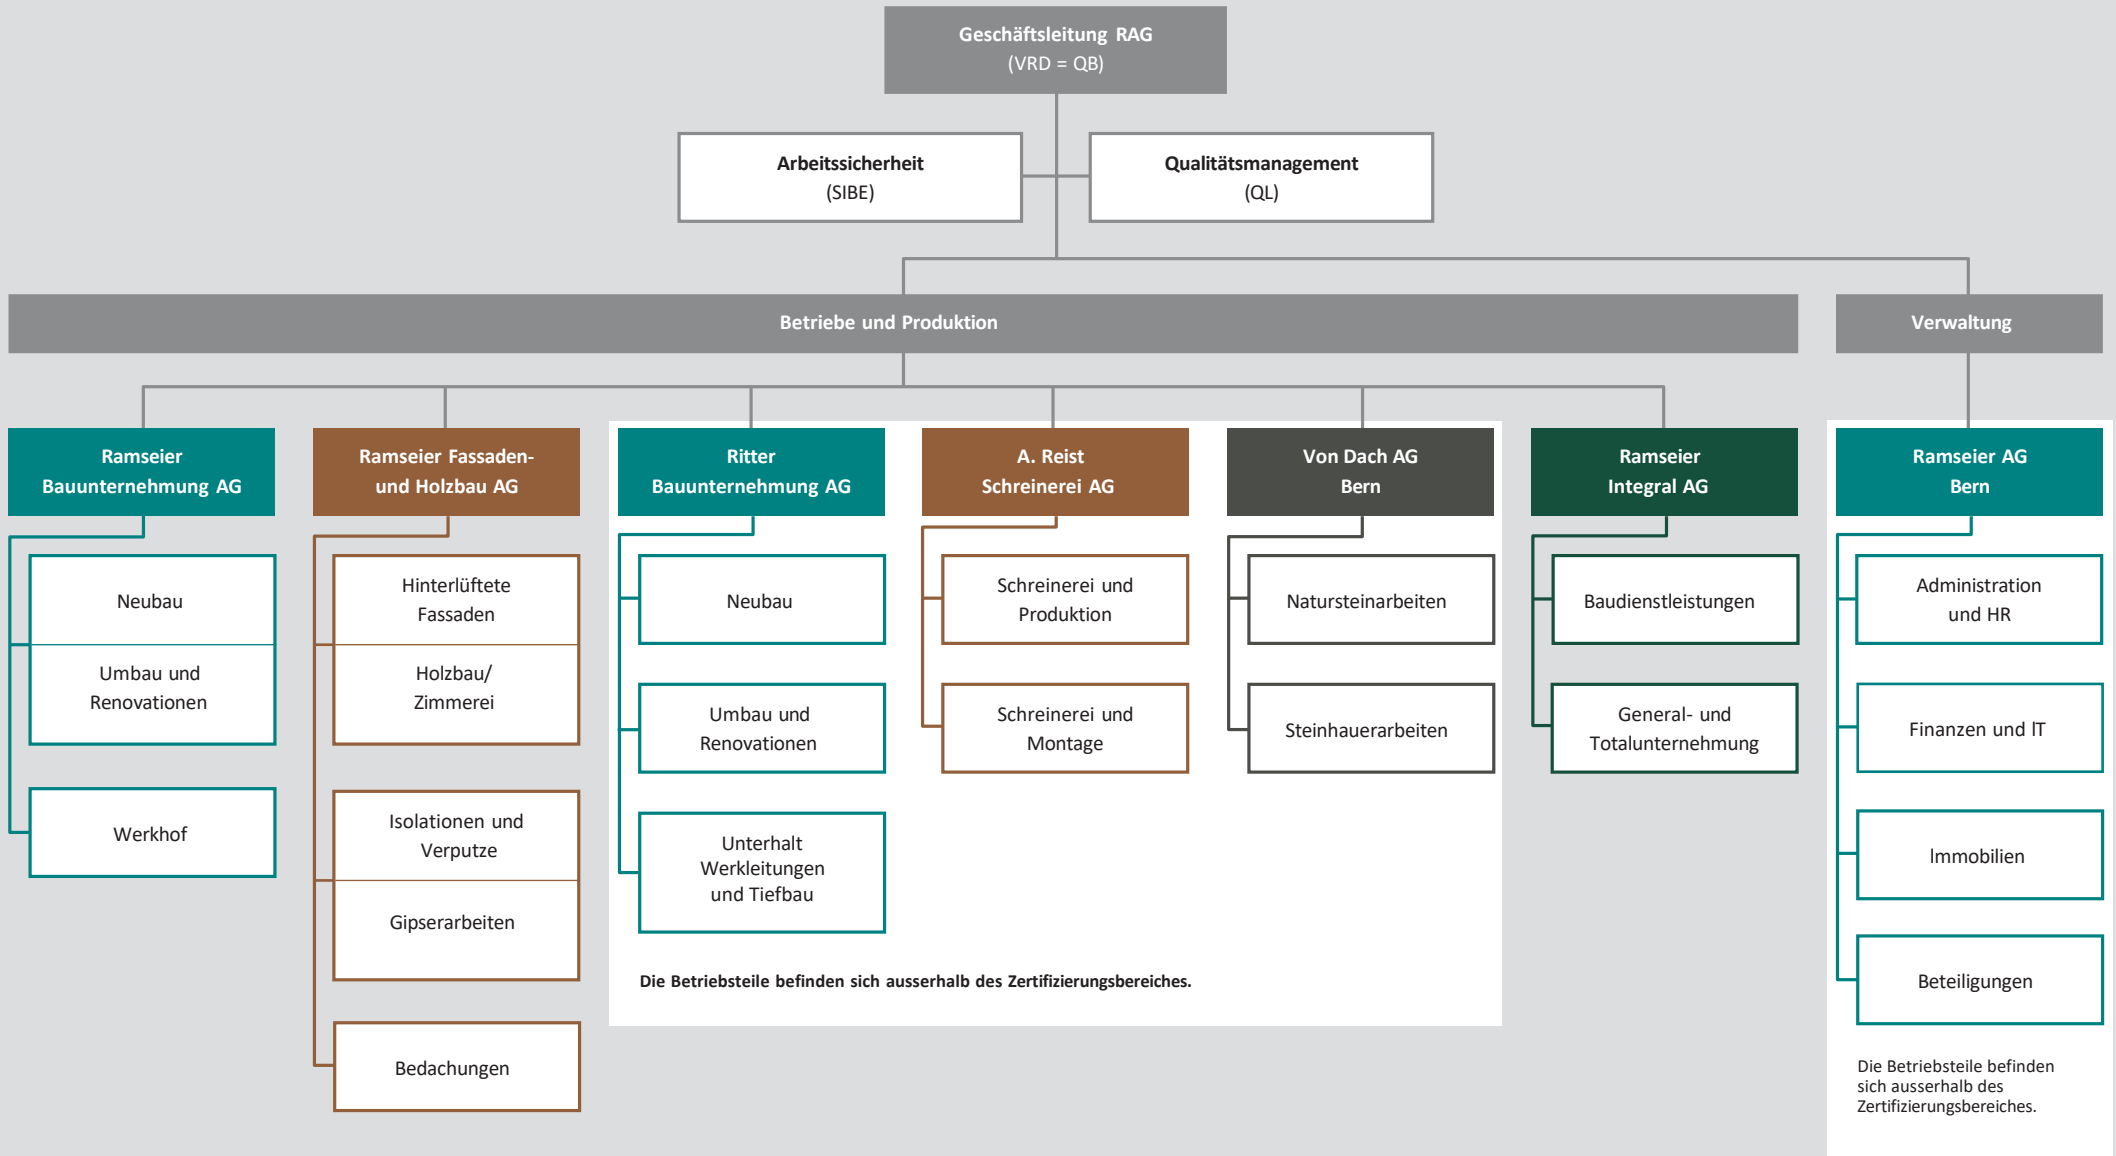 Geschäftsleitung RAG
(VRD = QB)
Arbeitssicherheit
(SIBE)
Qualitätsmanagement
(QL)
Betriebe und Produktion
Verwaltung
Ramseier
Bauunternehmung AG
Neubau
Umbau und
Renovationen
Werkhof
Ramseier Fassaden-
und Holzbau AG
Hinterlüftete
Fassaden
Holzbau/
Zimmerei
Isolationen und
Verputze
Gipserarbeiten
Bedachungen
Ritter
Bauunternehmung AG
Neubau
Umbau und
Renovationen
Unterhalt
Werkleitungen
und Tiefbau
A. Reist
Schreinerei AG
Schreinerei und
Produktion
Schreinerei und
Montage
Von Dach AG
Bern
Natursteinarbeiten
Steinhauerarbeiten
Die Betriebsteile befinden sich ausserhalb des Zertifizierungsbereiches.
Ramseier
Integral AG
Baudienstleistungen
General- und
Totalunternehmung
Ramseier AG
Bern
Administration
und HR
Finanzen und IT
Immobilien
Beteiligungen
Die Betriebsteile befinden
sich ausserhalb des
Zertifizierungsbereiches.